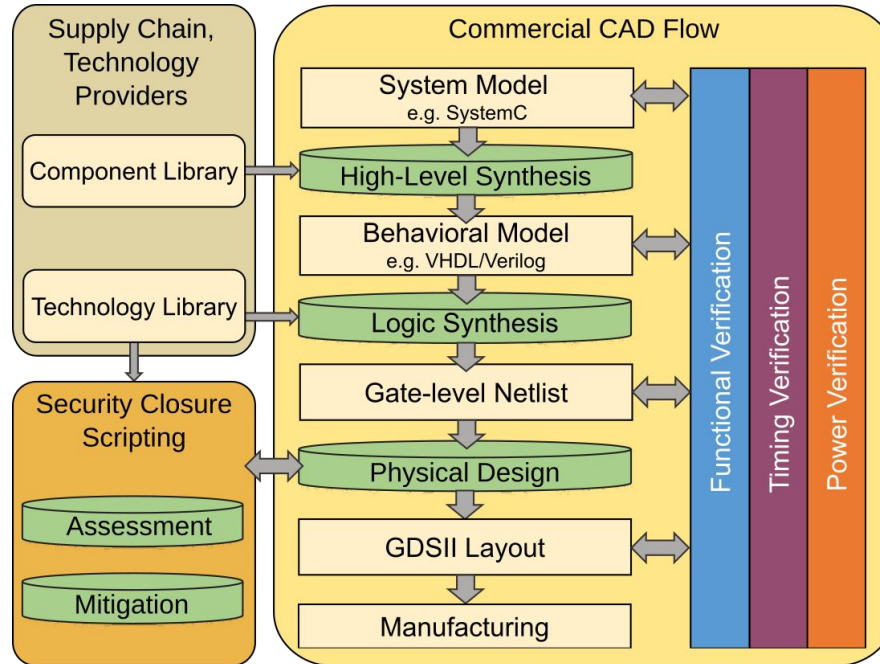 Supply Chain,
Technology
Providers
Component Library
Technology Library
Security Closure
Scripting
Assessment
Mitigation
Commercial CAD Flow
System Model
e.g. SystemC
High-Level Synthesis
Behavioral Model
e.g. VHDL/Verilog
Logic Synthesis
Gate-level Netlist
Physical Design
GDSII Layout
Manufacturing
Functional Verification
Timing Verification
Power Verification